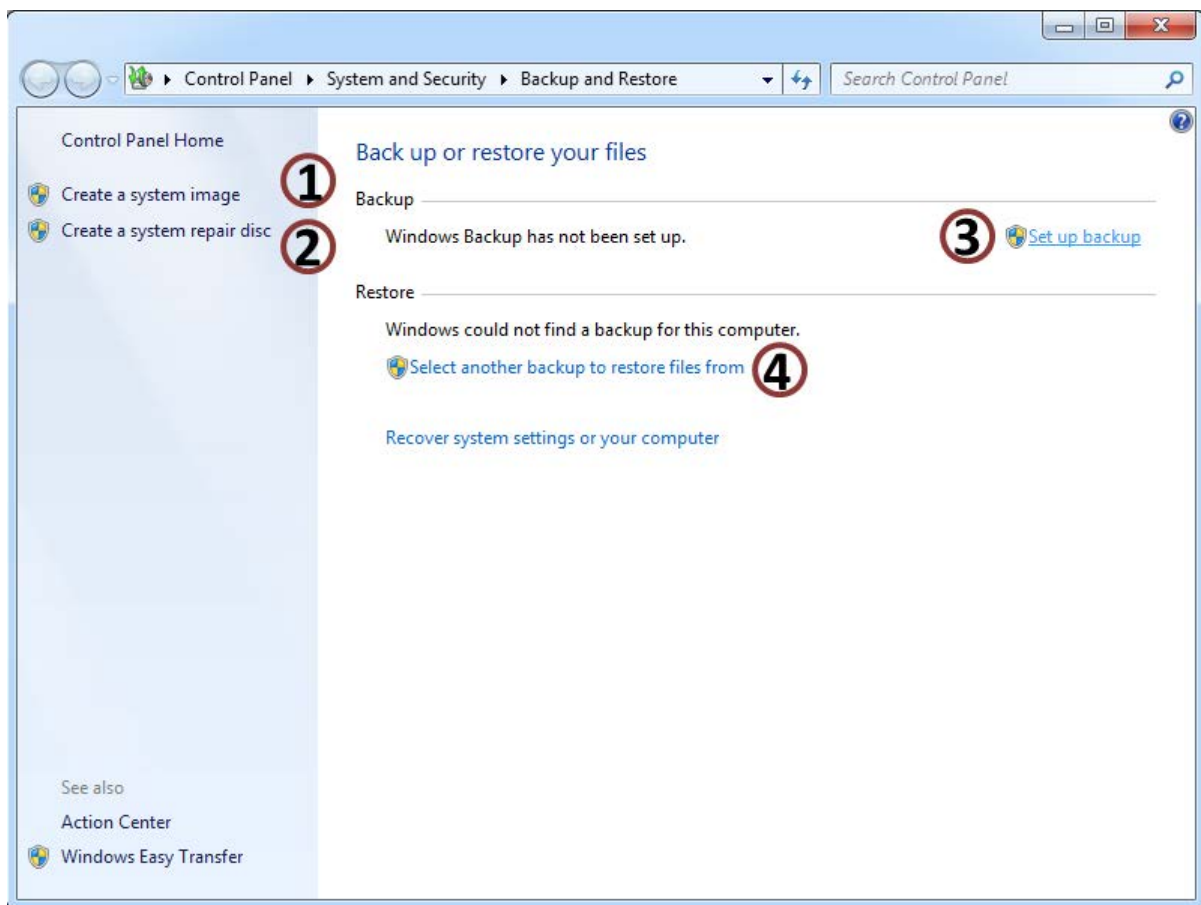 Control Panel ▸ System and Security ▸ Backup and Restore
Search Control Panel
Control Panel Home
Create a system image
1
Create a system repair disc
2
Back up or restore your files
Backup
Windows Backup has not been set up.
3
Set up backup
Restore
Windows could not find a backup for this computer.
Select another backup to restore files from
4
Recover system settings or your computer
See also
Action Center
Windows Easy Transfer